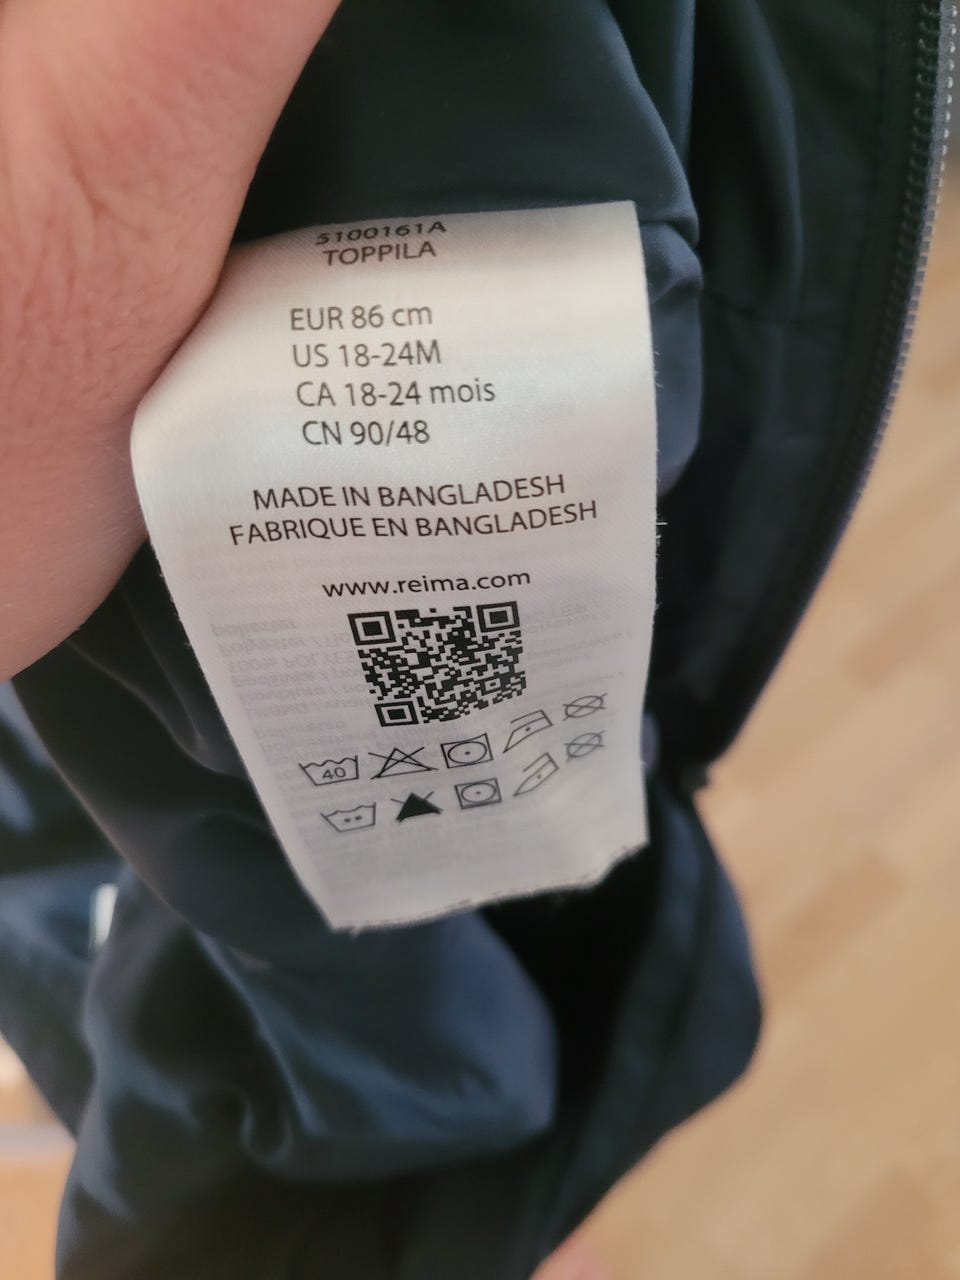 5100161A
TOPPILA
EUR 86 cm
US 18-24M
CA 18-24 mois
CN 90/48
MADE IN BANGLADESH
FABRIQUE EN BANGLADESH
www.reima.com
40